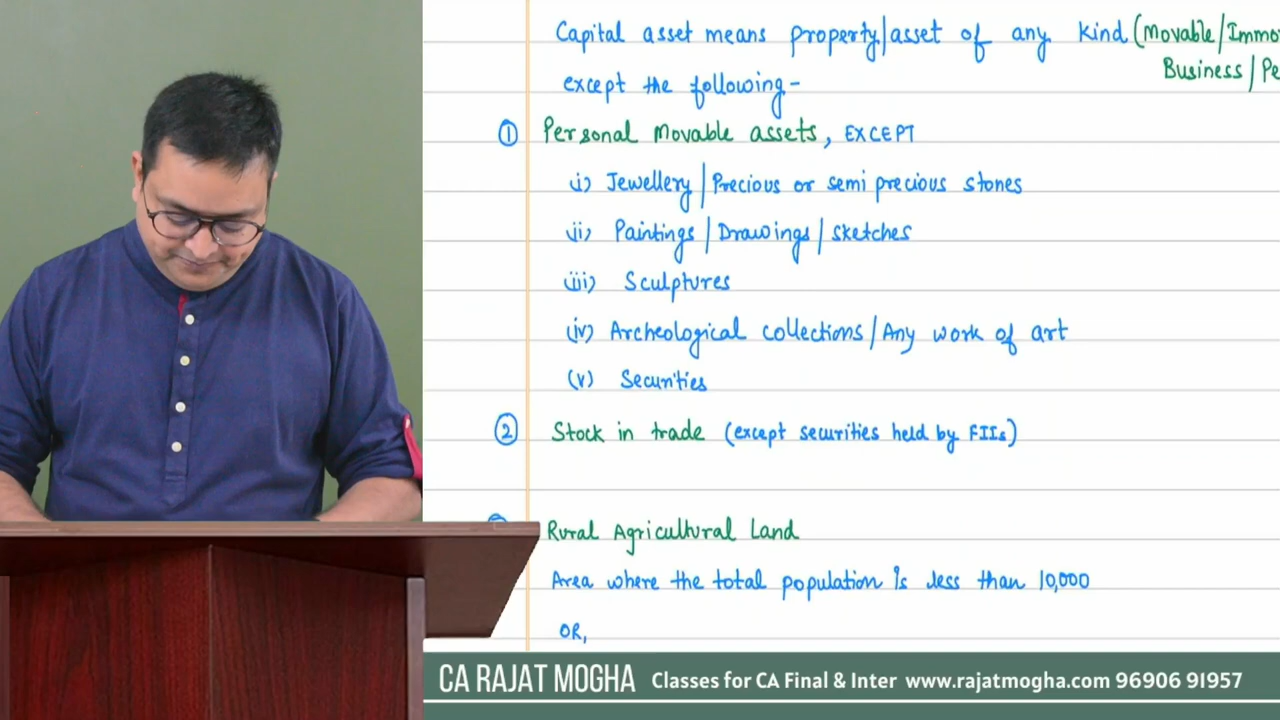 Capital asset means property/asset of any kind (Movable/
Business/
except the following-
① Personal Movable assets, EXCEPT
i) Jewellery/Precious or semi precious stones
ii) Paintings/Drawings/sketches
iii) Sculptures
(iv) Archeological collections/Any work of art
(v) Securities
② Stock in trade (except securities held by FIIs)
Rural Agricultural Land
Area where the total population is less than 10,000
OR,
CA RAJAT MOGHA Classes for CA Final & Inter www.rajatmogha.com 96906 91957